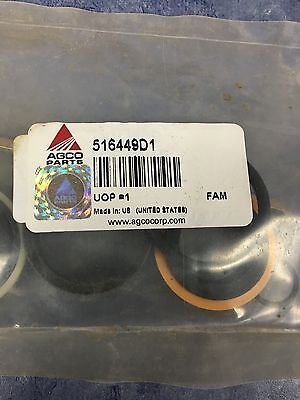 AGCO
PARTS
516449D1
UOP #1
FAM
Made in: US (UNITED STATES)
www.agcocorp.com